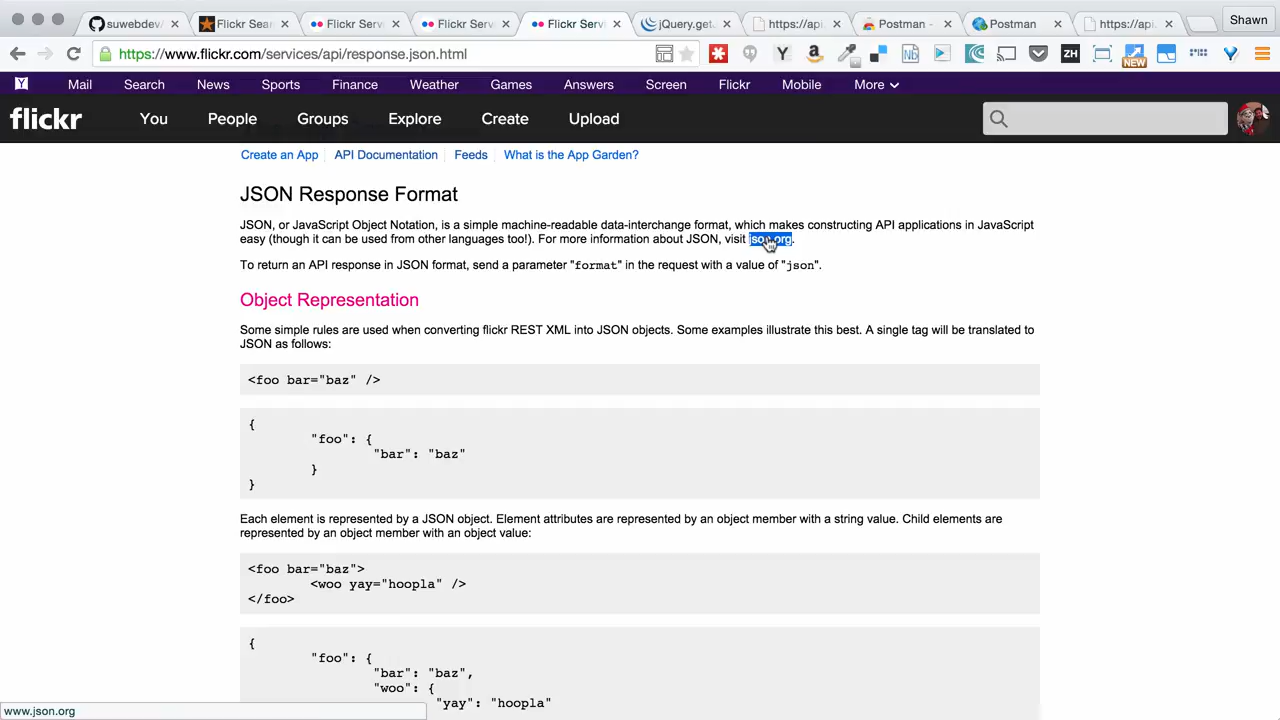 suwebdev/
Flickr Sea
Flickr Serv
Flickr Serv
Flickr Servi
jQuery.get
https://api.
Postman -
Postman
https://api.
Shawn
https://www.flickr.com/services/api/response.json.html
NEW
ZH
Mail Search News Sports Finance Weather Games Answers Screen Flickr Mobile More
flickr You People Groups Explore Create Upload
Create an App API Documentation Feeds What is the App Garden?
JSON Response Format
JSON, or JavaScript Object Notation, is a simple machine-readable data-interchange format, which makes constructing API applications in JavaScript
easy (though it can be used from other languages too!). For more information about JSON, visit json.org.
To return an API response in JSON format, send a parameter "format" in the request with a value of "json".
Object Representation
Some simple rules are used when converting flickr REST XML into JSON objects. Some examples illustrate this best. A single tag will be translated to
JSON as follows:
<foo bar="baz" />
{
"foo": {
"bar": "baz"
}
}
Each element is represented by a JSON object. Element attributes are represented by an object member with a string value. Child elements are
represented by an object member with an object value:
<foo bar="baz">
<woo yay="hoopla" />
</foo>
{
"foo": {
"bar": "baz",
"woo": {
"yay": "hoopla"
www.json.org